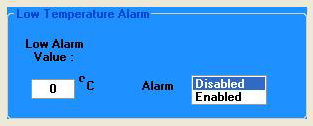 Low Temperature Alarm
Low Alarm
Value :
0 °C
Alarm
Disabled
Enabled